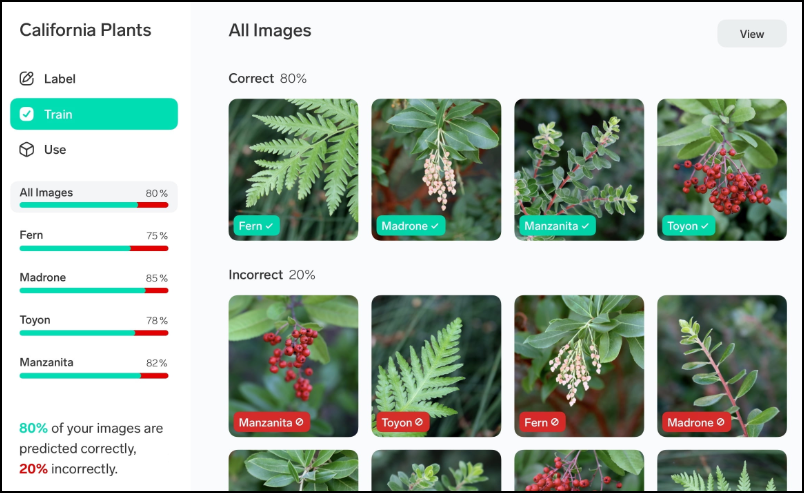 California Plants
Label
Train
Use
All Images 80%
Fern 75%
Madrone 85%
Toyon 78%
Manzanita 82%
80% of your images are
predicted correctly,
20% incorrectly.
All Images
View
Correct 80%
Fern
Madrone
Manzanita
Toyon
Incorrect 20%
Manzanita
Toyon
Fern
Madrone